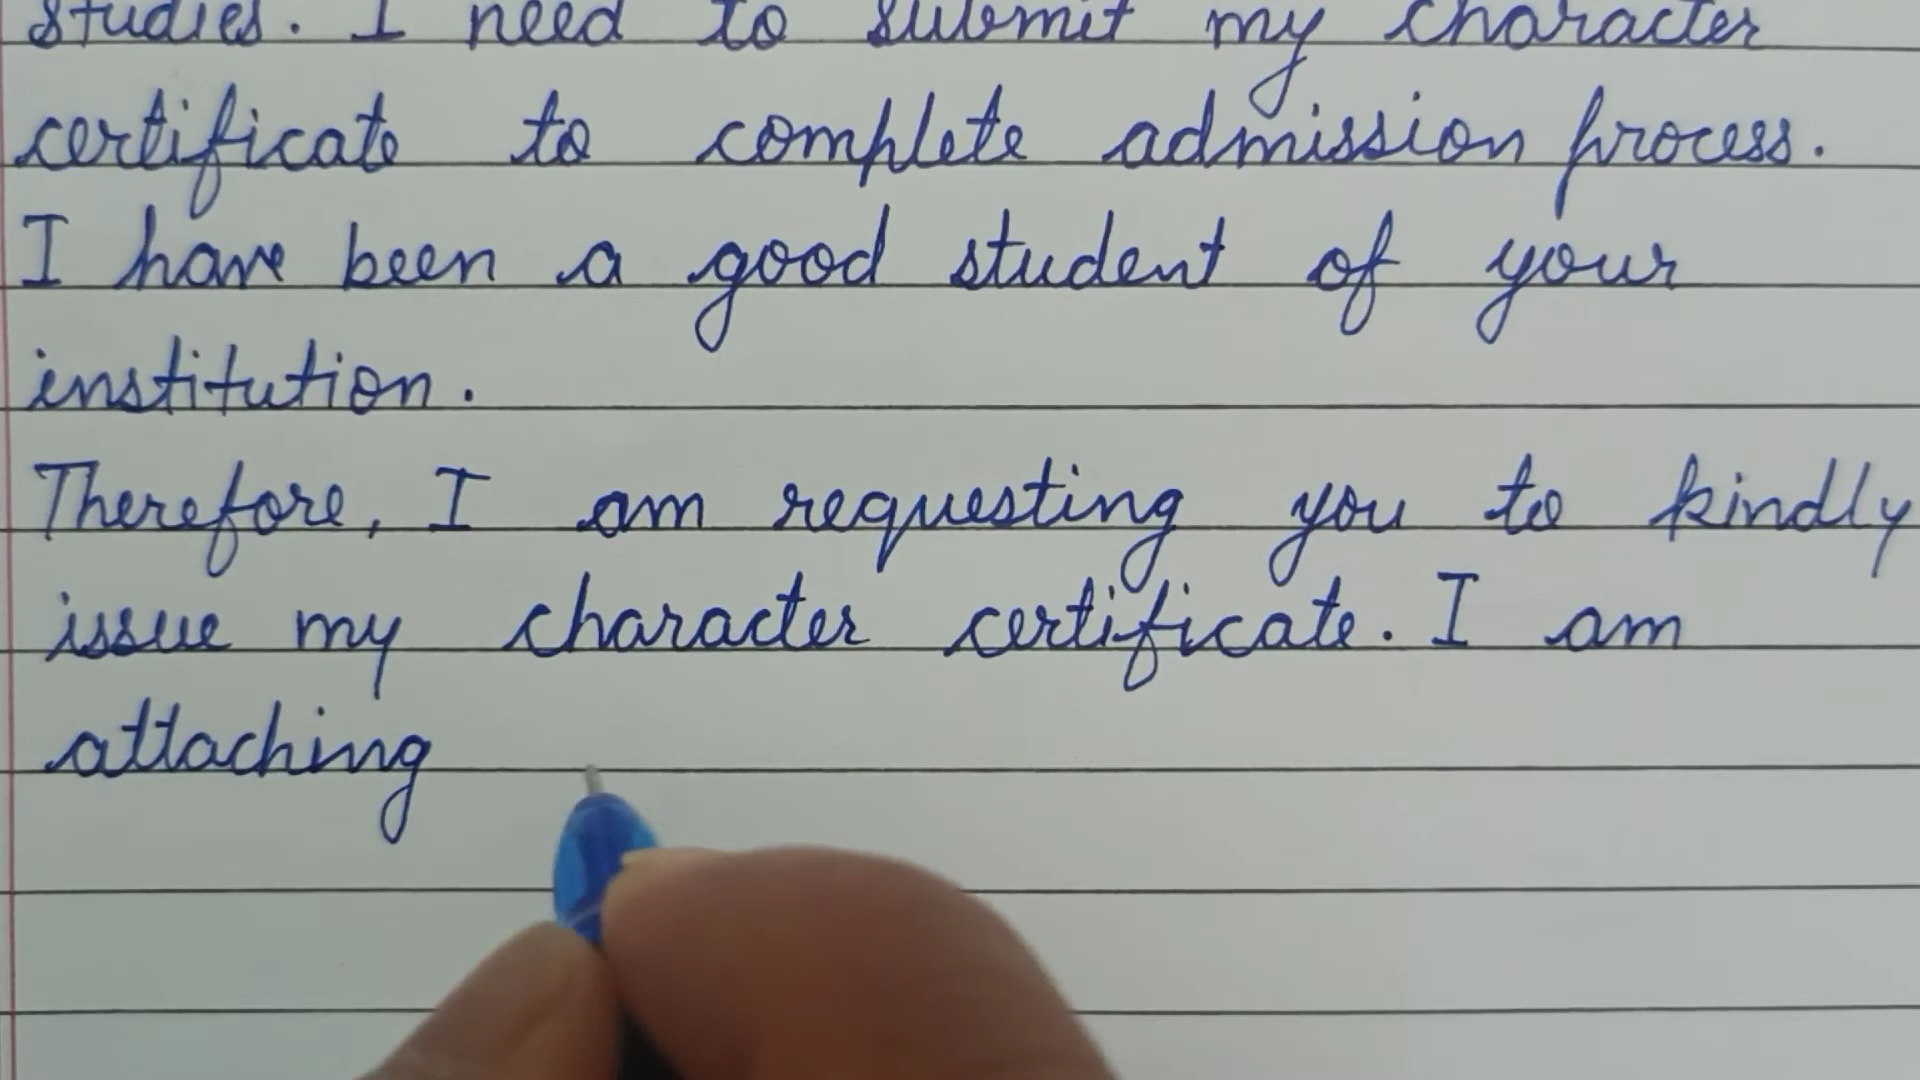 studies. I need to submit my character
certificate to complete admission process.
I have been a good student of your
institution.
Therefore, I am requesting you to kindly
issue my character certificate. I am
attaching